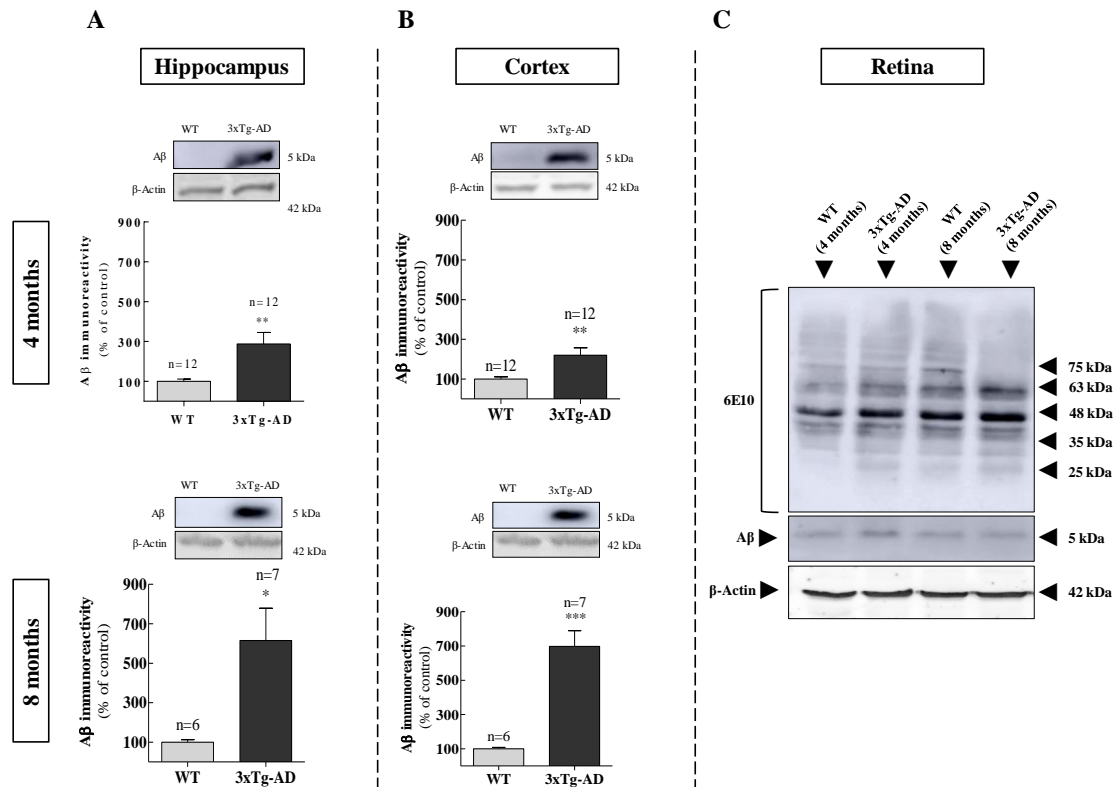 A
B
C
Hippocampus
Cortex
Retina
4 months
WT 3xTg-AD
Aβ 5 kDa
β-Actin
42 kDa
900
700
500
300
100
Aβ immunoreactivity
(% of control)
n=12
n=12
**
WT 3xTg-AD
WT 3xTg-AD
Aβ 5 kDa
β-Actin
42 kDa
900
700
500
300
100
Aβ immunoreactivity
(% of control)
n=12
n=12
**
WT 3xTg-AD
8 months
WT 3xTg-AD
Aβ 5 kDa
β-Actin
42 kDa
900
700
500
300
100
Aβ immunoreactivity
(% of control)
n=6
n=7
*
WT 3xTg-AD
WT 3xTg-AD
Aβ 5 kDa
β-Actin
42 kDa
900
700
500
300
100
Aβ immunoreactivity
(% of control)
n=6
n=7
***
WT 3xTg-AD
WT
(4 months)
3xTg-AD
(4 months)
WT
(8 months)
3xTg-AD
(8 months)
6E10
75 kDa
63 kDa
48 kDa
35 kDa
25 kDa
Aβ 5 kDa
β-Actin 42 kDa